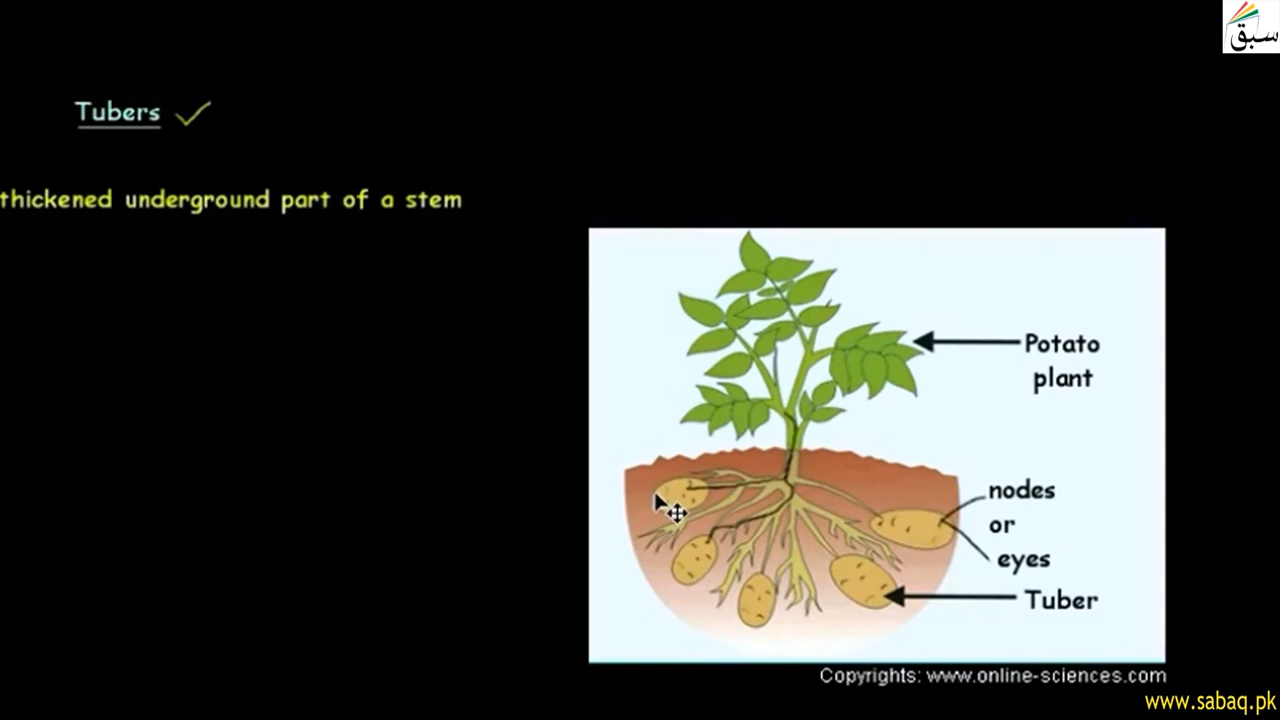 سبق
Tubers
thickened underground part of a stem
Potato
plant
nodes
or
eyes
Tuber
Copyrights: www.online-sciences.com
www.sabaq.pk